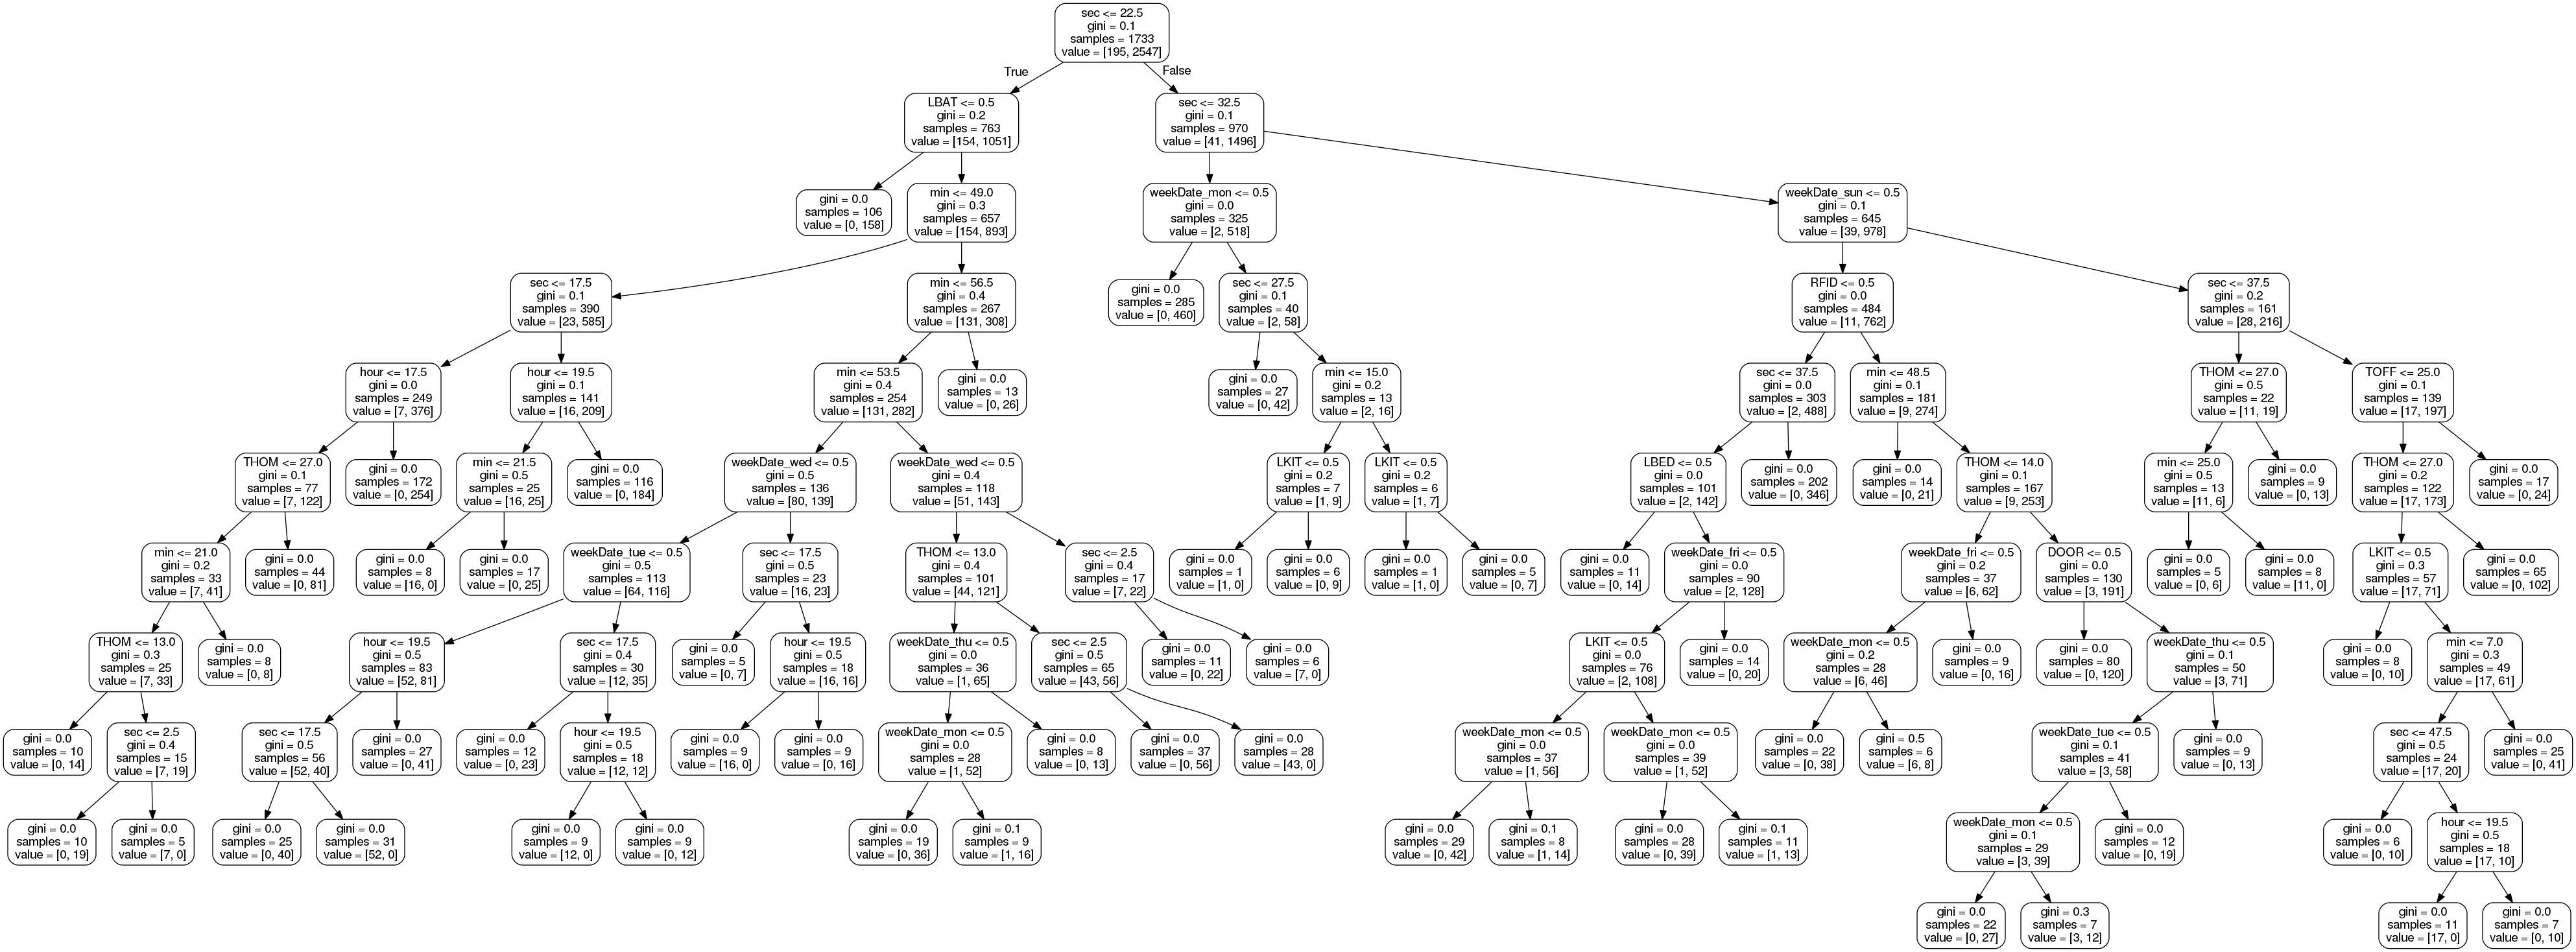 sec <= 22.5
gini = 0.1
samples = 1733
value = [195, 2547]
True
False
LBAT <= 0.5
gini = 0.2
samples = 763
value = [154, 1051]
sec <= 32.5
gini = 0.1
samples = 970
value = [41, 1496]
gini = 0.0
samples = 106
value = [0, 158]
min <= 49.0
gini = 0.3
samples = 657
value = [154, 893]
weekDate_mon <= 0.5
gini = 0.0
samples = 325
value = [2, 518]
weekDate_sun <= 0.5
gini = 0.1
samples = 645
value = [39, 978]
sec <= 17.5
gini = 0.1
samples = 390
value = [23, 585]
min <= 56.5
gini = 0.4
samples = 267
value = [131, 308]
gini = 0.0
samples = 285
value = [0, 460]
sec <= 27.5
gini = 0.1
samples = 40
value = [2, 58]
RFID <= 0.5
gini = 0.0
samples = 484
value = [11, 762]
sec <= 37.5
gini = 0.2
samples = 161
value = [28, 216]
hour <= 17.5
gini = 0.0
samples = 249
value = [7, 376]
hour <= 19.5
gini = 0.1
samples = 141
value = [16, 209]
min <= 53.5
gini = 0.4
samples = 254
value = [131, 282]
gini = 0.0
samples = 13
value = [0, 26]
gini = 0.0
samples = 27
value = [0, 42]
min <= 15.0
gini = 0.2
samples = 13
value = [2, 16]
sec <= 37.5
gini = 0.0
samples = 303
value = [2, 488]
min <= 48.5
gini = 0.1
samples = 181
value = [9, 274]
THOM <= 27.0
gini = 0.5
samples = 22
value = [11, 19]
TOFF <= 25.0
gini = 0.1
samples = 139
value = [17, 197]
THOM <= 27.0
gini = 0.1
samples = 77
value = [7, 122]
gini = 0.0
samples = 172
value = [0, 254]
min <= 21.5
gini = 0.5
samples = 25
value = [16, 25]
gini = 0.0
samples = 116
value = [0, 184]
weekDate_wed <= 0.5
gini = 0.5
samples = 136
value = [80, 139]
weekDate_wed <= 0.5
gini = 0.4
samples = 118
value = [51, 143]
LKIT <= 0.5
gini = 0.2
samples = 7
value = [1, 9]
LKIT <= 0.5
gini = 0.2
samples = 6
value = [1, 7]
LBED <= 0.5
gini = 0.0
samples = 101
value = [2, 142]
gini = 0.0
samples = 202
value = [0, 346]
gini = 0.0
samples = 14
value = [0, 21]
THOM <= 14.0
gini = 0.1
samples = 167
value = [9, 253]
min <= 25.0
gini = 0.5
samples = 13
value = [11, 6]
gini = 0.0
samples = 9
value = [0, 13]
THOM <= 27.0
gini = 0.2
samples = 122
value = [17, 173]
gini = 0.0
samples = 17
value = [0, 24]
min <= 21.0
gini = 0.2
samples = 33
value = [7, 41]
gini = 0.0
samples = 44
value = [0, 81]
gini = 0.0
samples = 8
value = [16, 0]
gini = 0.0
samples = 17
value = [0, 25]
weekDate_tue <= 0.5
gini = 0.5
samples = 113
value = [64, 116]
sec <= 17.5
gini = 0.5
samples = 23
value = [16, 23]
THOM <= 13.0
gini = 0.4
samples = 101
value = [44, 121]
sec <= 2.5
gini = 0.4
samples = 17
value = [7, 22]
gini = 0.0
samples = 1
value = [1, 0]
gini = 0.0
samples = 6
value = [0, 9]
gini = 0.0
samples = 1
value = [1, 0]
gini = 0.0
samples = 5
value = [0, 7]
gini = 0.0
samples = 11
value = [0, 14]
weekDate_fri <= 0.5
gini = 0.0
samples = 90
value = [2, 128]
weekDate_fri <= 0.5
gini = 0.2
samples = 37
value = [6, 62]
DOOR <= 0.5
gini = 0.0
samples = 130
value = [3, 191]
gini = 0.0
samples = 5
value = [0, 6]
gini = 0.0
samples = 8
value = [11, 0]
LKIT <= 0.5
gini = 0.3
samples = 57
value = [17, 71]
gini = 0.0
samples = 65
value = [0, 102]
THOM <= 13.0
gini = 0.3
samples = 25
value = [7, 33]
gini = 0.0
samples = 8
value = [0, 8]
hour <= 19.5
gini = 0.5
samples = 83
value = [52, 81]
sec <= 17.5
gini = 0.4
samples = 30
value = [12, 35]
gini = 0.0
samples = 5
value = [0, 7]
hour <= 19.5
gini = 0.5
samples = 18
value = [16, 16]
weekDate_thu <= 0.5
gini = 0.0
samples = 36
value = [1, 65]
sec <= 2.5
gini = 0.5
samples = 65
value = [43, 56]
gini = 0.0
samples = 11
value = [0, 22]
gini = 0.0
samples = 6
value = [7, 0]
LKIT <= 0.5
gini = 0.0
samples = 76
value = [2, 108]
gini = 0.0
samples = 14
value = [0, 20]
weekDate_mon <= 0.5
gini = 0.2
samples = 28
value = [6, 46]
gini = 0.0
samples = 9
value = [0, 16]
gini = 0.0
samples = 80
value = [0, 120]
weekDate_thu <= 0.5
gini = 0.1
samples = 50
value = [3, 71]
gini = 0.0
samples = 8
value = [0, 10]
min <= 7.0
gini = 0.3
samples = 49
value = [17, 61]
gini = 0.0
samples = 10
value = [0, 14]
sec <= 2.5
gini = 0.4
samples = 15
value = [7, 19]
sec <= 17.5
gini = 0.5
samples = 56
value = [52, 40]
gini = 0.0
samples = 27
value = [0, 41]
gini = 0.0
samples = 12
value = [0, 23]
hour <= 19.5
gini = 0.5
samples = 18
value = [12, 12]
gini = 0.0
samples = 9
value = [16, 0]
gini = 0.0
samples = 9
value = [0, 16]
weekDate_mon <= 0.5
gini = 0.0
samples = 28
value = [1, 52]
gini = 0.0
samples = 8
value = [0, 13]
gini = 0.0
samples = 37
value = [0, 56]
gini = 0.0
samples = 28
value = [43, 0]
weekDate_mon <= 0.5
gini = 0.0
samples = 37
value = [1, 56]
weekDate_mon <= 0.5
gini = 0.0
samples = 39
value = [1, 52]
gini = 0.0
samples = 22
value = [0, 38]
gini = 0.5
samples = 6
value = [6, 8]
weekDate_tue <= 0.5
gini = 0.1
samples = 41
value = [3, 58]
gini = 0.0
samples = 9
value = [0, 13]
sec <= 47.5
gini = 0.5
samples = 24
value = [17, 20]
gini = 0.0
samples = 25
value = [0, 41]
gini = 0.0
samples = 10
value = [0, 19]
gini = 0.0
samples = 5
value = [7, 0]
gini = 0.0
samples = 25
value = [0, 40]
gini = 0.0
samples = 31
value = [52, 0]
gini = 0.0
samples = 9
value = [12, 0]
gini = 0.0
samples = 9
value = [0, 12]
gini = 0.0
samples = 19
value = [0, 36]
gini = 0.1
samples = 9
value = [1, 16]
gini = 0.0
samples = 29
value = [0, 42]
gini = 0.1
samples = 8
value = [1, 14]
gini = 0.0
samples = 28
value = [0, 39]
gini = 0.1
samples = 11
value = [1, 13]
weekDate_mon <= 0.5
gini = 0.1
samples = 29
value = [3, 39]
gini = 0.0
samples = 12
value = [0, 19]
gini = 0.0
samples = 6
value = [0, 10]
hour <= 19.5
gini = 0.5
samples = 18
value = [17, 10]
gini = 0.0
samples = 22
value = [0, 27]
gini = 0.3
samples = 7
value = [3, 12]
gini = 0.0
samples = 11
value = [17, 0]
gini = 0.0
samples = 7
value = [0, 10]